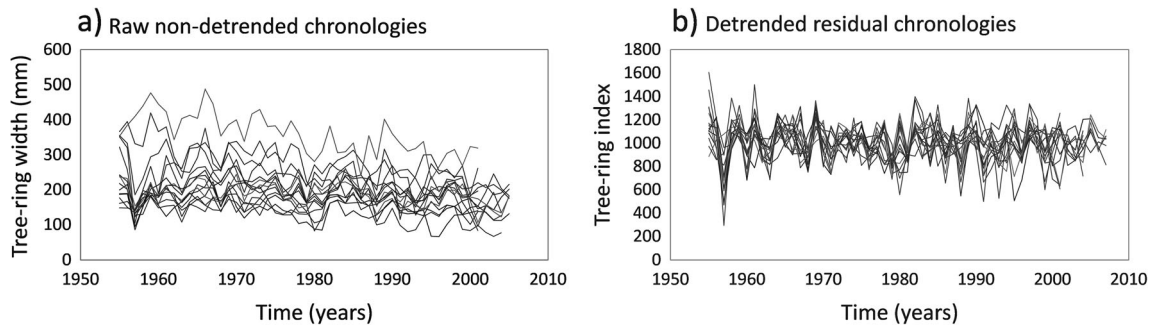 a) Raw non-detrended chronologies
Tree-ring width (mm)
600
500
400
300
200
100
0
1950 1960 1970 1980 1990 2000 2010
Time (years)
b) Detrended residual chronologies
Tree-ring index
1800
1600
1400
1200
1000
800
600
400
200
0
1950 1960 1970 1980 1990 2000 2010
Time (years)